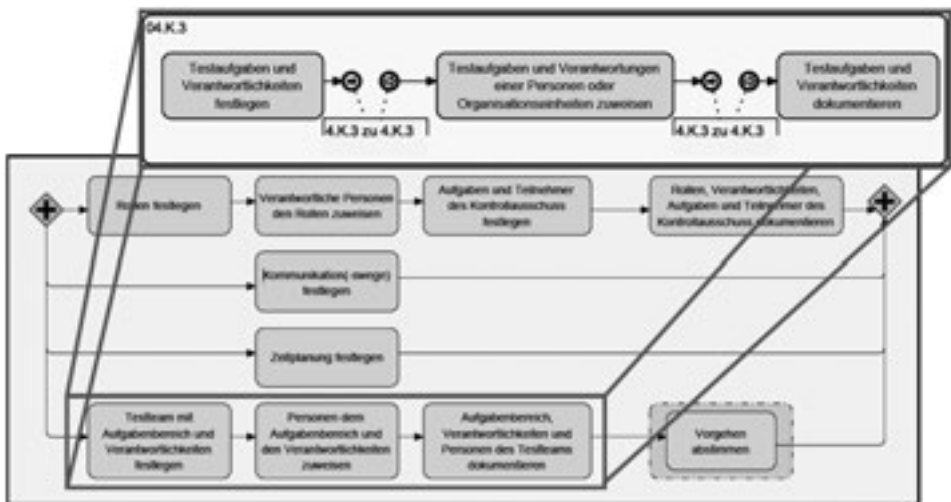 04.K.3
Testaufgaben und
Verantwortlichkeiten
festlegen
Testaufgaben und Verantwortungen
einer Personen oder
Organisationseinheiten zuweisen
Testaufgaben und
Verantwortlichkeiten
dokumentieren
4.K.3 zu 4.K.3
4.K.3 zu 4.K.3
Rollen festlegen
Verantwortliche Personen
den Rollen zuweisen
Aufgaben und Teilnehmer
des Kontrollausschuss
festlegen
Rollen, Verantwortlichkeiten,
Aufgaben und Teilnehmer des
Kontrollausschuss dokumentieren
Kommunikation(-swege)
festlegen
Zeitplanung festlegen
Testteam mit
Aufgabenbereich und
Verantwortlichkeiten
festlegen
Personen dem
Aufgabenbereich und
den Verantwortlichkeiten
zuweisen
Aufgabenbereich,
Verantwortlichkeiten und
Personen des Testteams
dokumentieren
Vorgehen
abstimmen